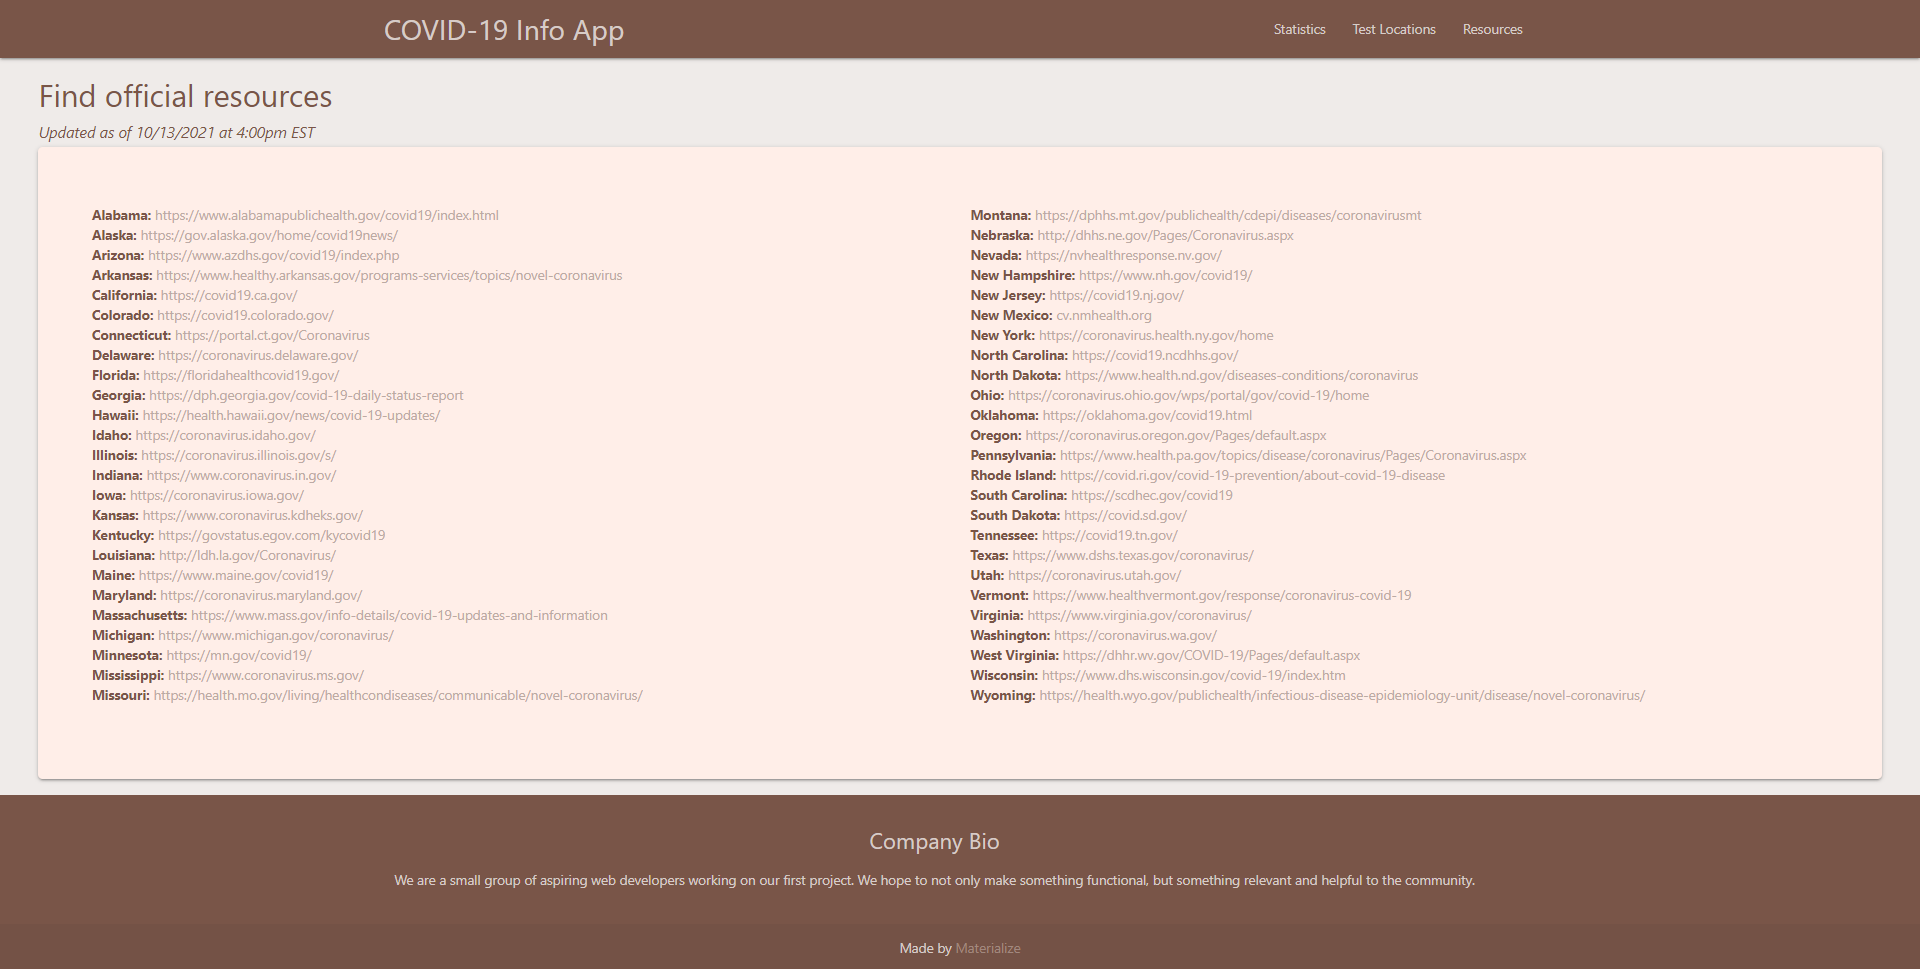 COVID-19 Info App
Statistics
Test Locations
Resources
Find official resources
Updated as of 10/13/2021 at 4:00pm EST
Alabama: https://www.alabamapublichealth.gov/covid19/index.html
Alaska: https://gov.alaska.gov/home/covid19news/
Arizona: https://www.azdhs.gov/covid19/index.php
Arkansas: https://www.healthy.arkansas.gov/programs-services/topics/novel-coronavirus
California: https://covid19.ca.gov/
Colorado: https://covid19.colorado.gov/
Connecticut: https://portal.ct.gov/Coronavirus
Delaware: https://coronavirus.delaware.gov/
Florida: https://floridahealthcovid19.gov/
Georgia: https://dph.georgia.gov/covid-19-daily-status-report
Hawaii: https://health.hawaii.gov/news/covid-19-updates/
Idaho: https://coronavirus.idaho.gov/
Illinois: https://coronavirus.illinois.gov/s/
Indiana: https://www.coronavirus.in.gov/
Iowa: https://coronavirus.iowa.gov/
Kansas: https://www.coronavirus.kdheks.gov/
Kentucky: https://govstatus.egov.com/kycovid19
Louisiana: http://ldh.la.gov/Coronavirus/
Maine: https://www.maine.gov/covid19/
Maryland: https://coronavirus.maryland.gov/
Massachusetts: https://www.mass.gov/info-details/covid-19-updates-and-information
Michigan: https://www.michigan.gov/coronavirus/
Minnesota: https://mn.gov/covid19/
Mississippi: https://www.coronavirus.ms.gov/
Missouri: https://health.mo.gov/living/healthcondiseases/communicable/novel-coronavirus/
Montana: https://dphhs.mt.gov/publichealth/cdepi/diseases/coronavirusmt
Nebraska: http://dhhs.ne.gov/Pages/Coronavirus.aspx
Nevada: https://nvhealthresponse.nv.gov/
New Hampshire: https://www.nh.gov/covid19/
New Jersey: https://covid19.nj.gov/
New Mexico: cv.nmhealth.org
New York: https://coronavirus.health.ny.gov/home
North Carolina: https://covid19.ncdhhs.gov/
North Dakota: https://www.health.nd.gov/diseases-conditions/coronavirus
Ohio: https://coronavirus.ohio.gov/wps/portal/gov/covid-19/home
Oklahoma: https://oklahoma.gov/covid19.html
Oregon: https://coronavirus.oregon.gov/Pages/default.aspx
Pennsylvania: https://www.health.pa.gov/topics/disease/coronavirus/Pages/Coronavirus.aspx
Rhode Island: https://covid.ri.gov/covid-19-prevention/about-covid-19-disease
South Carolina: https://scdhec.gov/covid19
South Dakota: https://covid.sd.gov/
Tennessee: https://covid19.tn.gov/
Texas: https://www.dshs.texas.gov/coronavirus/
Utah: https://coronavirus.utah.gov/
Vermont: https://www.healthvermont.gov/response/coronavirus-covid-19
Virginia: https://www.virginia.gov/coronavirus/
Washington: https://coronavirus.wa.gov/
West Virginia: https://dhhr.wv.gov/COVID-19/Pages/default.aspx
Wisconsin: https://www.dhs.wisconsin.gov/covid-19/index.htm
Wyoming: https://health.wyo.gov/publichealth/infectious-disease-epidemiology-unit/disease/novel-coronavirus/
Company Bio
We are a small group of aspiring web developers working on our first project. We hope to not only make something functional, but something relevant and helpful to the community.
Made by Materialize